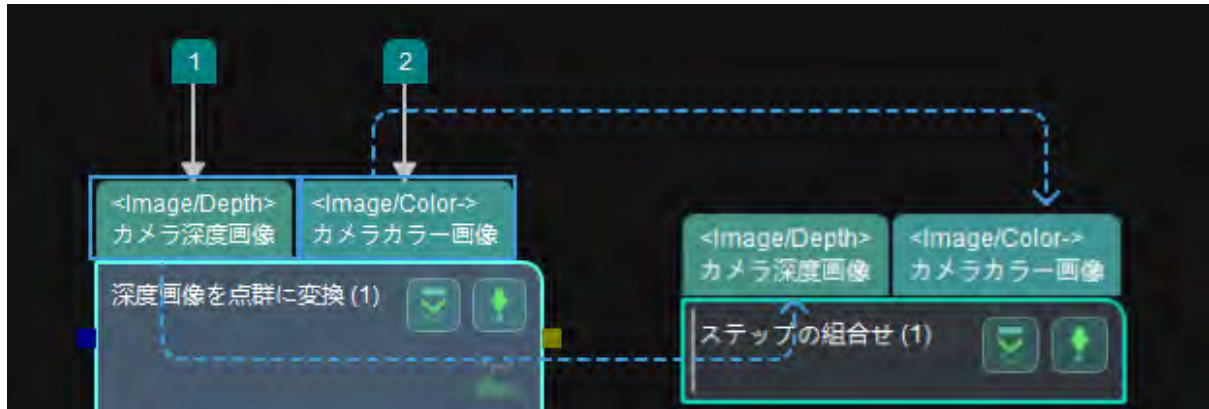 1
2
<Image/Depth>
カメラ深度画像
<Image/Color->
カメラカラー画像
深度画像を点群に変換 (1)
<Image/Depth>
カメラ深度画像
<Image/Color->
カメラカラー画像
ステップの組合せ (1)